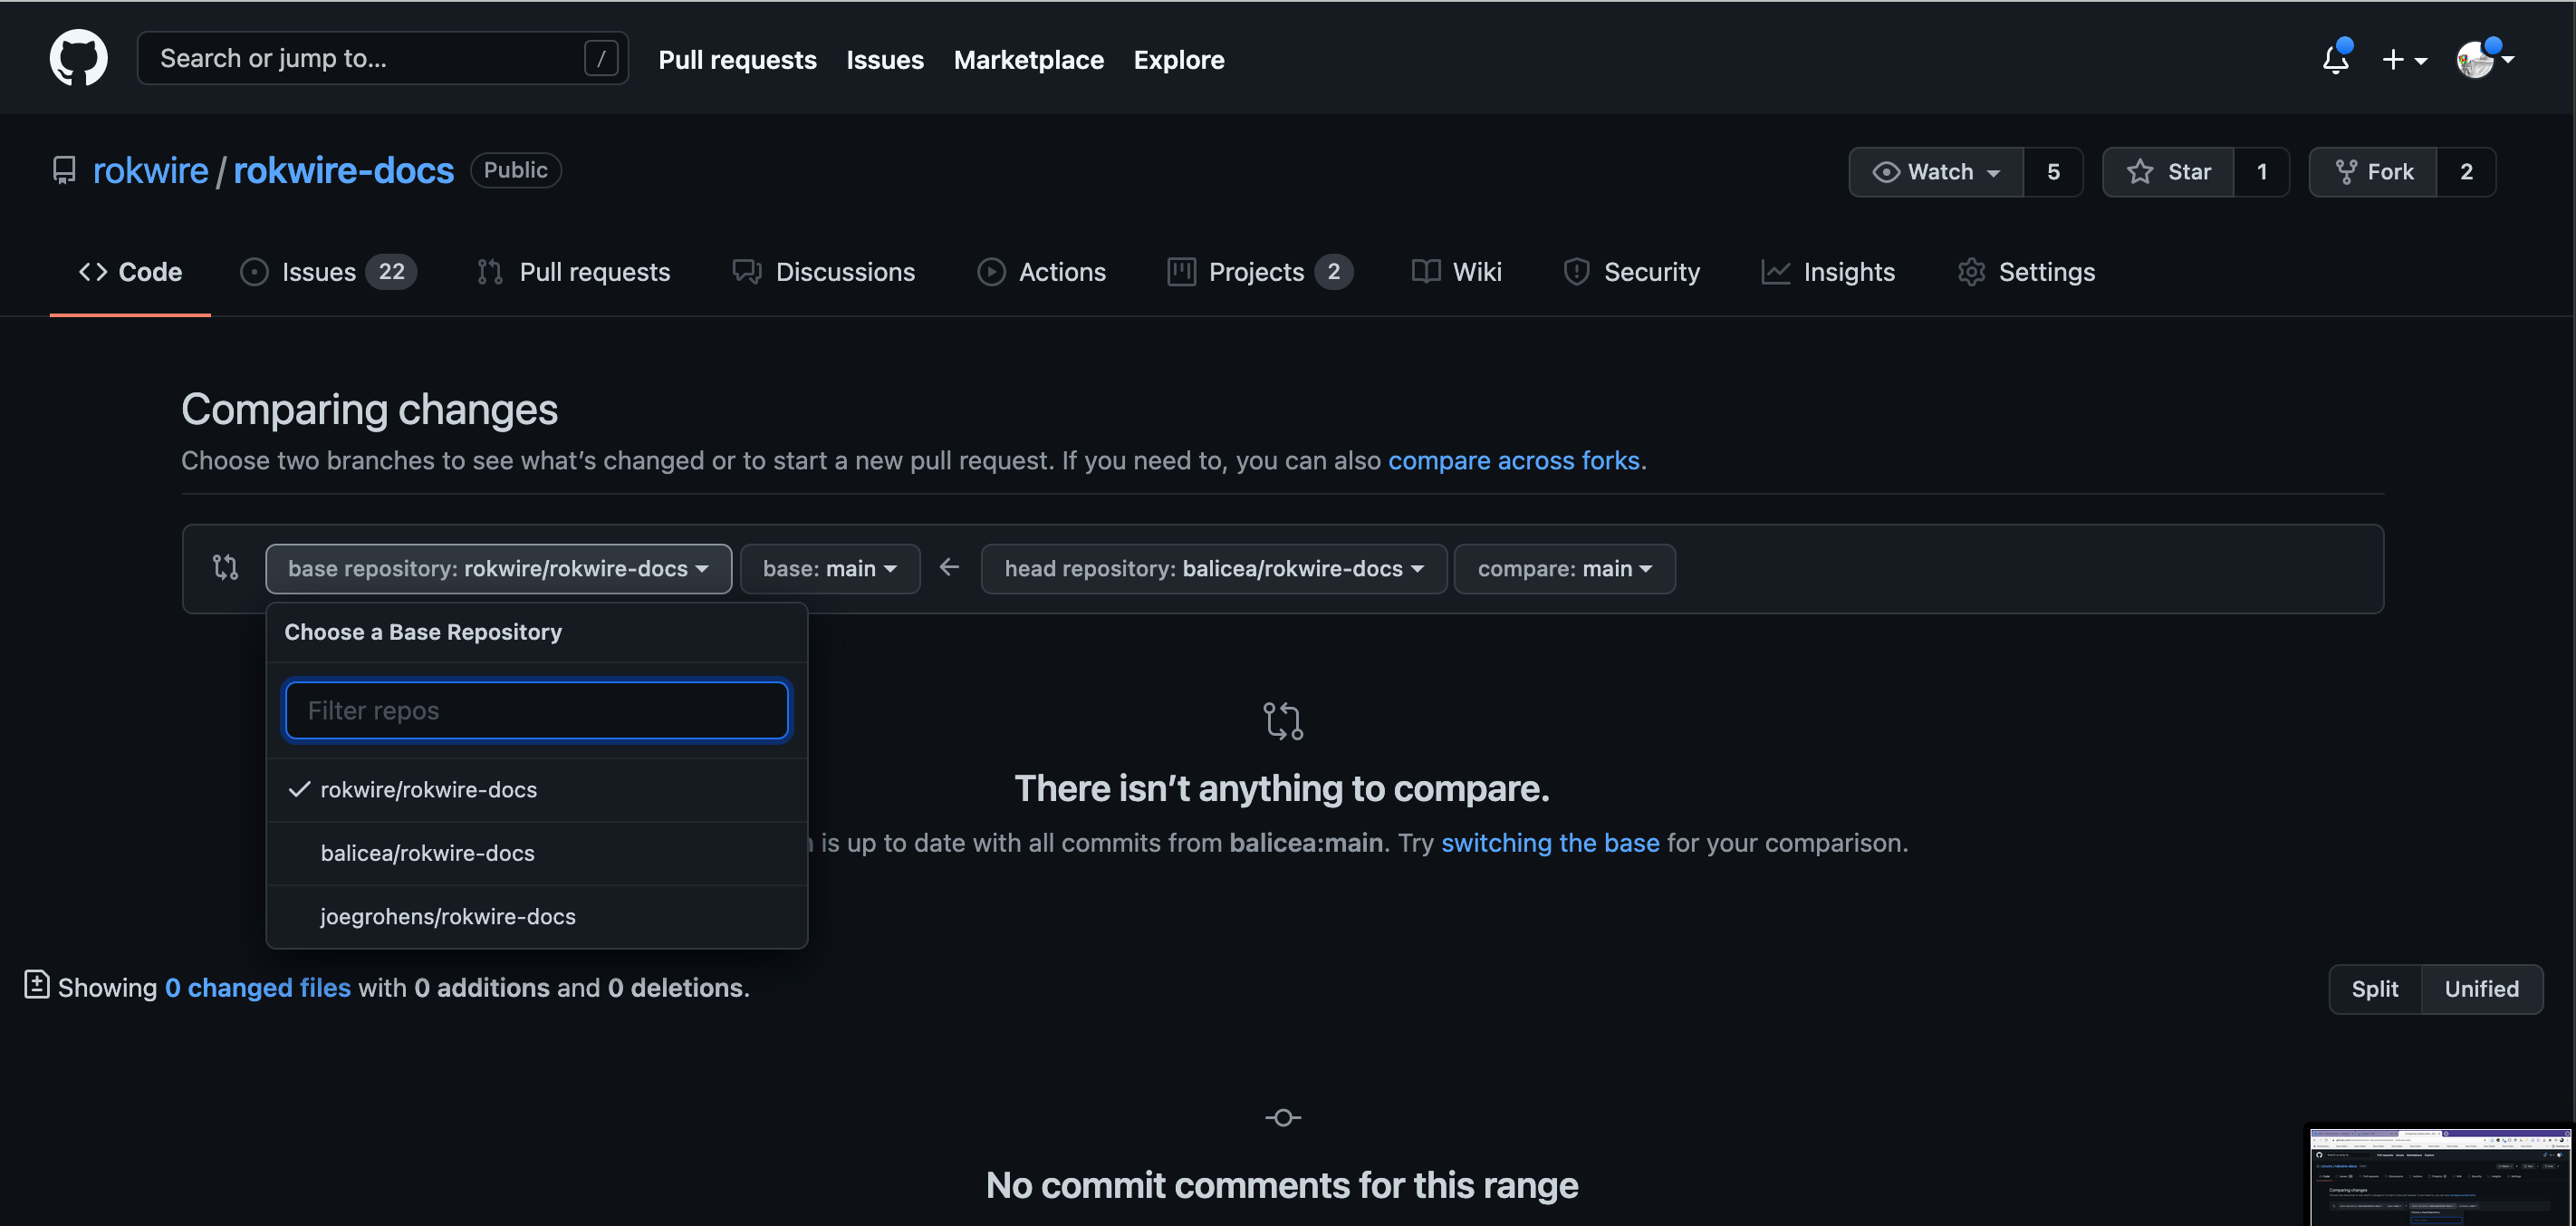 Search or jump to... / Pull requests Issues Marketplace Explore
rokwire / rokwire-docs Public Watch 5 Star 1 Fork 2
Code Issues 22 Pull requests Discussions Actions Projects 2 Wiki Security Insights Settings
Comparing changes
Choose two branches to see what’s changed or to start a new pull request. If you need to, you can also compare across forks.
base repository: rokwire/rokwire-docs base: main ← head repository: balicea/rokwire-docs compare: main
Choose a Base Repository
Filter repos
rokwire/rokwire-docs
balicea/rokwire-docs
joegrohens/rokwire-docs
There isn’t anything to compare.
is up to date with all commits from balicea:main. Try switching the base for your comparison.
Showing 0 changed files with 0 additions and 0 deletions.
Split Unified
No commit comments for this range